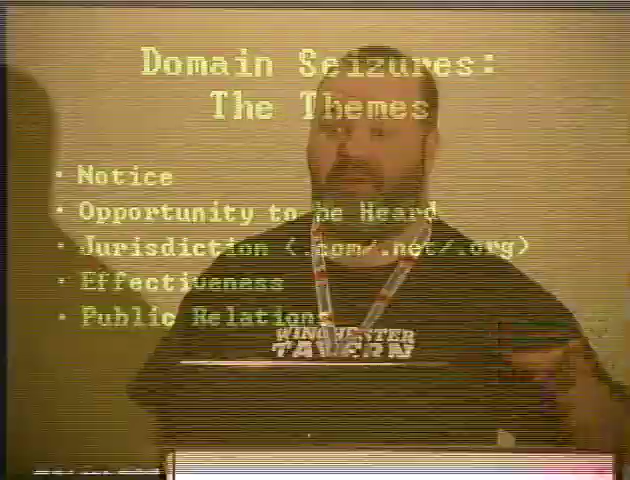 Domain Seizures:
The Themes
· Notice
· Opportunity to be Heard
· Jurisdiction (.com/.net/.org)
· Effectiveness
· Public Relations
WINCHESTER
TAVERN